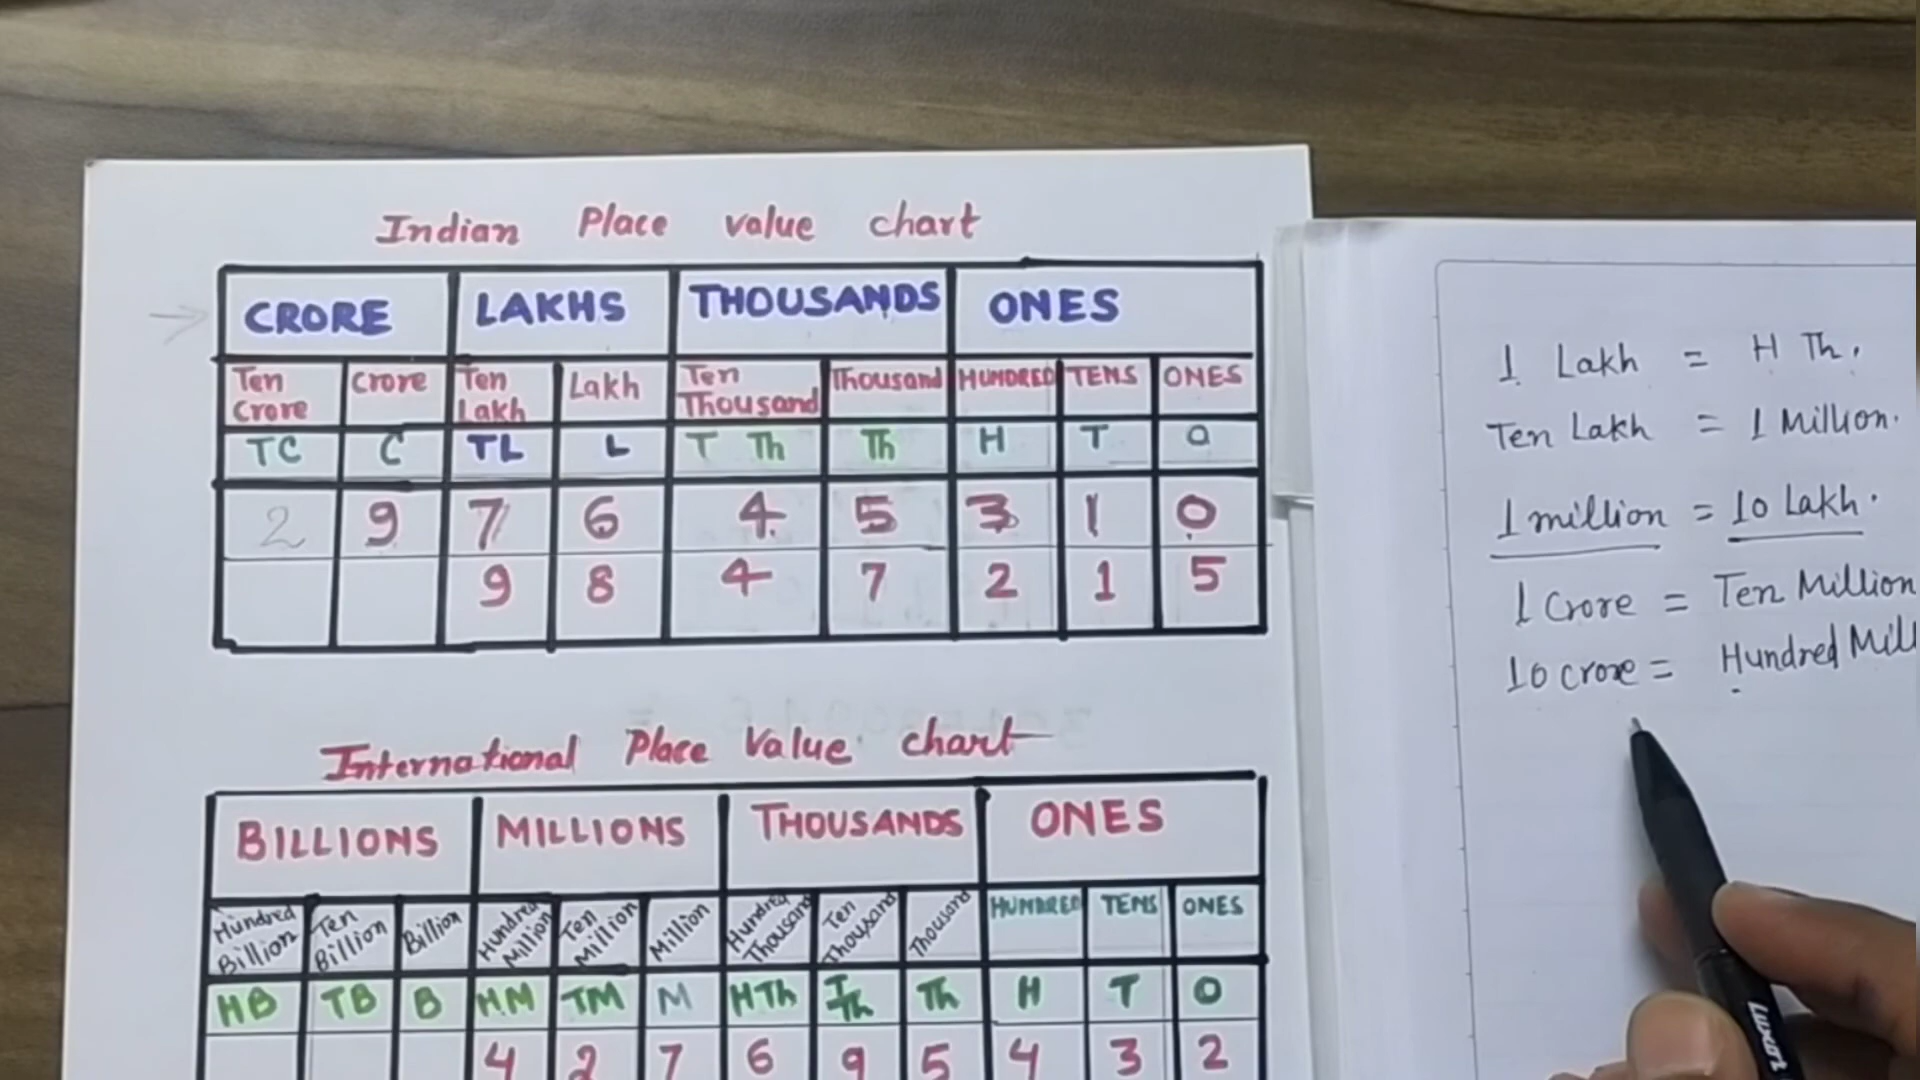 Indian Place value chart
CRORE LAKHS THOUSANDS ONES
Ten Crore Crore Ten Lakh Lakh Ten Thousand Thousand HUNDRED TENS ONES
TC C TL L T Th Th H T O
2 9 7 6 4 5 3 1 0
9 8 4 7 2 1 5
International Place Value chart
BILLIONS MILLIONS THOUSANDS ONES
Hundred Billion Ten Billion Billion Hundred Million Ten Million Million Hundred Thousand Ten Thousand Thousand HUNDRED TENS ONES
HB TB B HM TM M HTh T Th Th H T O
4 2 7 6 9 5 4 3 2
1 Lakh = H Th.
Ten Lakh = 1 Million.
1 million = 10 Lakh.
1 Crore = Ten Million
10 crore = Hundred Mill
Luxor